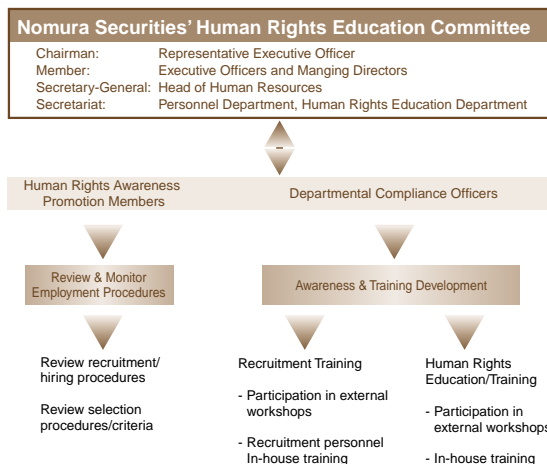 Nomura Securities' Human Rights Education Committee
Chairman: Representative Executive Officer
Member: Executive Officers and Manging Directors
Secretary-General: Head of Human Resources
Secretariat: Personnel Department, Human Rights Education Department
Human Rights Awareness
Promotion Members
Departmental Compliance Officers
Review & Monitor
Employment Procedures
Awareness & Training Development
Review recruitment/
hiring procedures
Review selection
procedures/criteria
Recruitment Training
- Participation in external
workshops
- Recruitment personnel
In-house training
Human Rights
Education/Training
- Participation in
external workshops
- In-house training